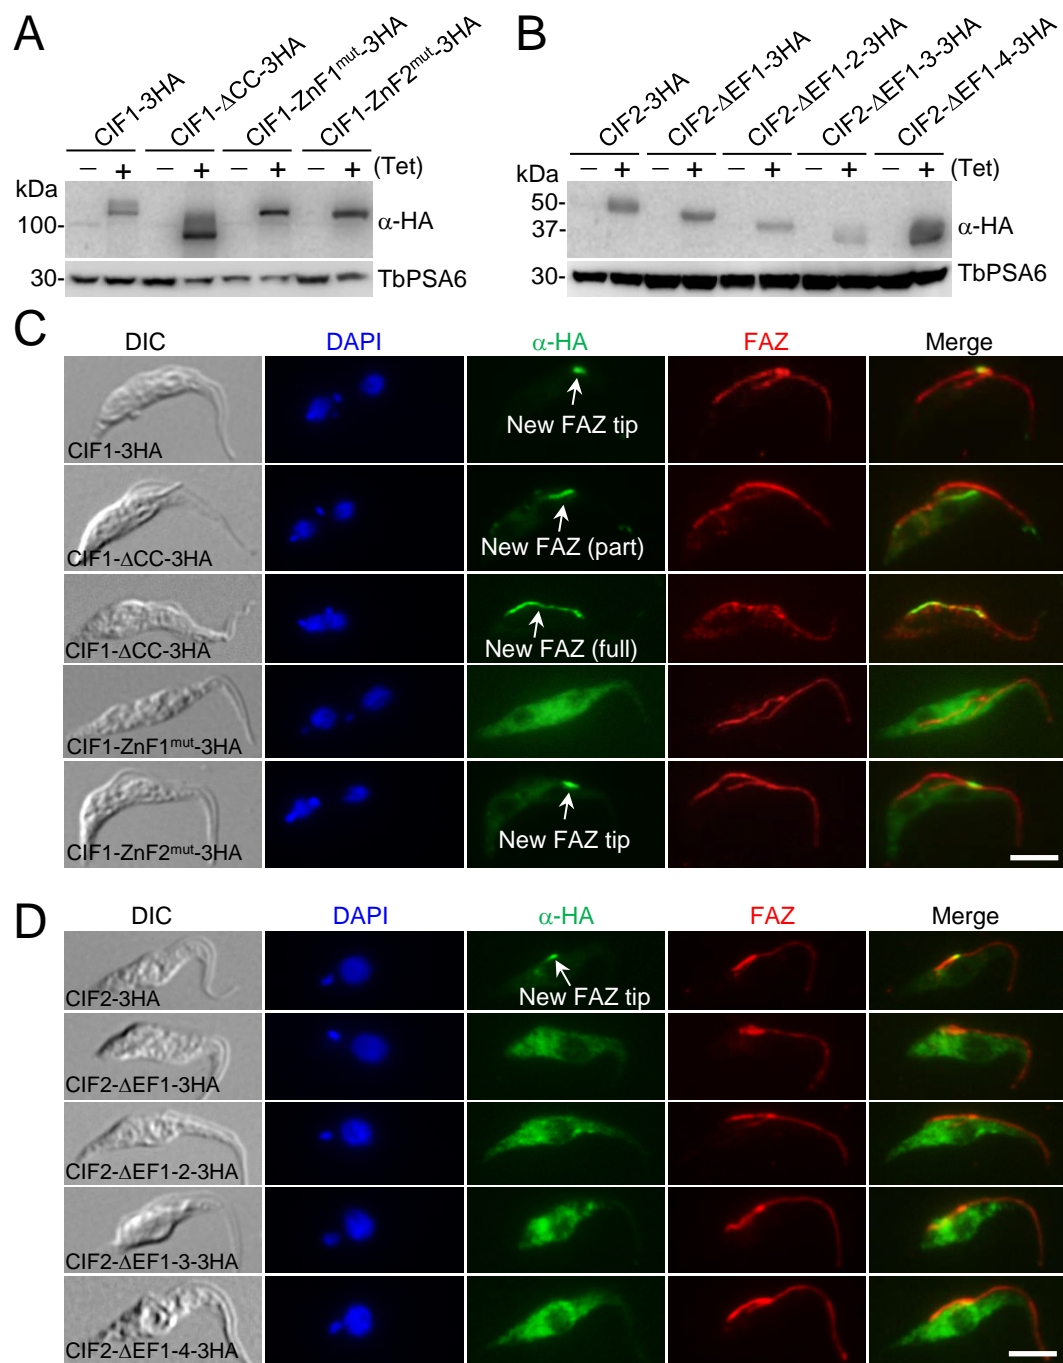 A
CIF1-3HA
CIF1-ΔCC-3HA
CIF1-ZnF1mut-3HA
CIF1-ZnF2mut-3HA
− + − + − + − + (Tet)
kDa
100-
α-HA
30-
TbPSA6
B
CIF2-3HA
CIF2-ΔEF1-3HA
CIF2-ΔEF1-2-3HA
CIF2-ΔEF1-3-3HA
CIF2-ΔEF1-4-3HA
− + − + − + − + − + (Tet)
kDa
50-
37-
α-HA
30-
TbPSA6
C
DIC DAPI α-HA FAZ Merge
New FAZ tip
CIF1-3HA
New FAZ (part)
CIF1-ΔCC-3HA
New FAZ (full)
CIF1-ΔCC-3HA
CIF1-ZnF1mut-3HA
New FAZ tip
CIF1-ZnF2mut-3HA
D
DIC DAPI α-HA FAZ Merge
New FAZ tip
CIF2-3HA
CIF2-ΔEF1-3HA
CIF2-ΔEF1-2-3HA
CIF2-ΔEF1-3-3HA
CIF2-ΔEF1-4-3HA